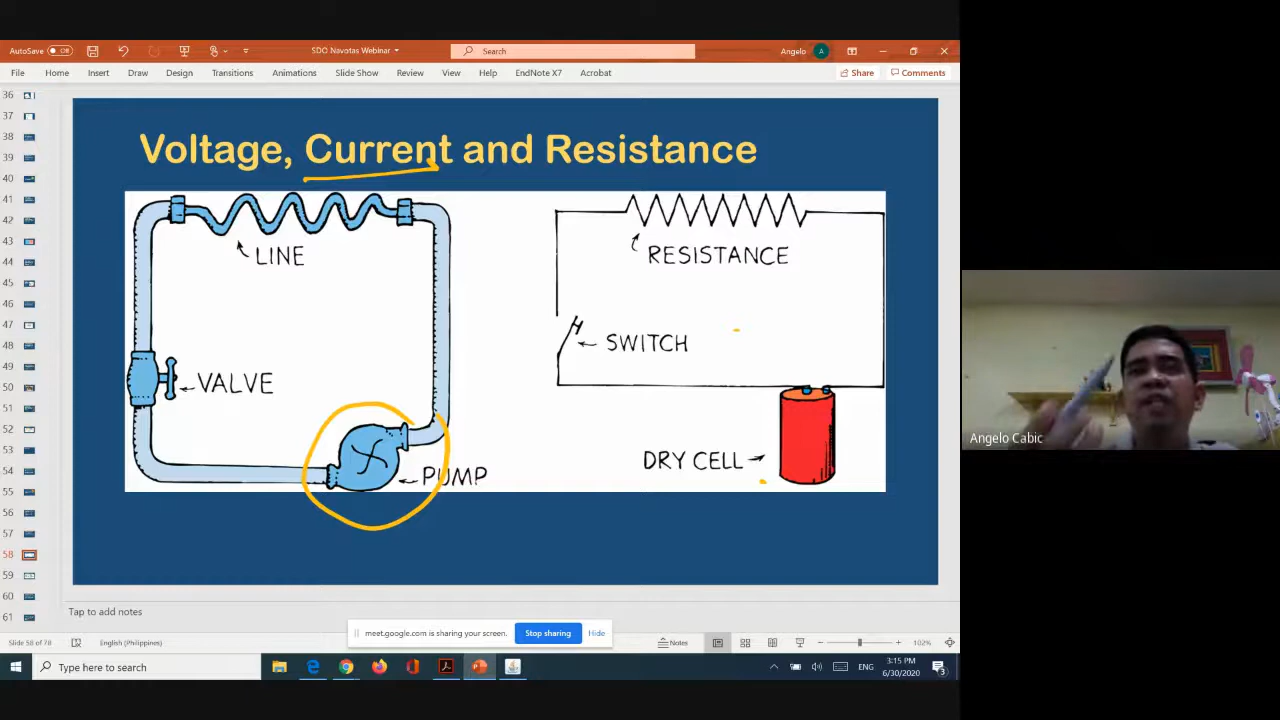 AutoSave Off
SDO Navotas Webinar
Search
Angelo
A
File Home Insert Draw Design Transitions Animations Slide Show Review View Help EndNote X7 Acrobat
Share Comments
36
37
38
39
40
41
42
43
44
45
46
47
48
49
50
51
52
53
54
55
56
57
58
59
60
61
Voltage, Current and Resistance
LINE
VALVE
PUMP
RESISTANCE
SWITCH
DRY CELL
Angelo Cabic
Tap to add notes
meet.google.com is sharing your screen. Stop sharing Hide
Slide 58 of 78 English (Philippines) Notes 102%
Type here to search
ENG
3:15 PM
6/30/2020
3